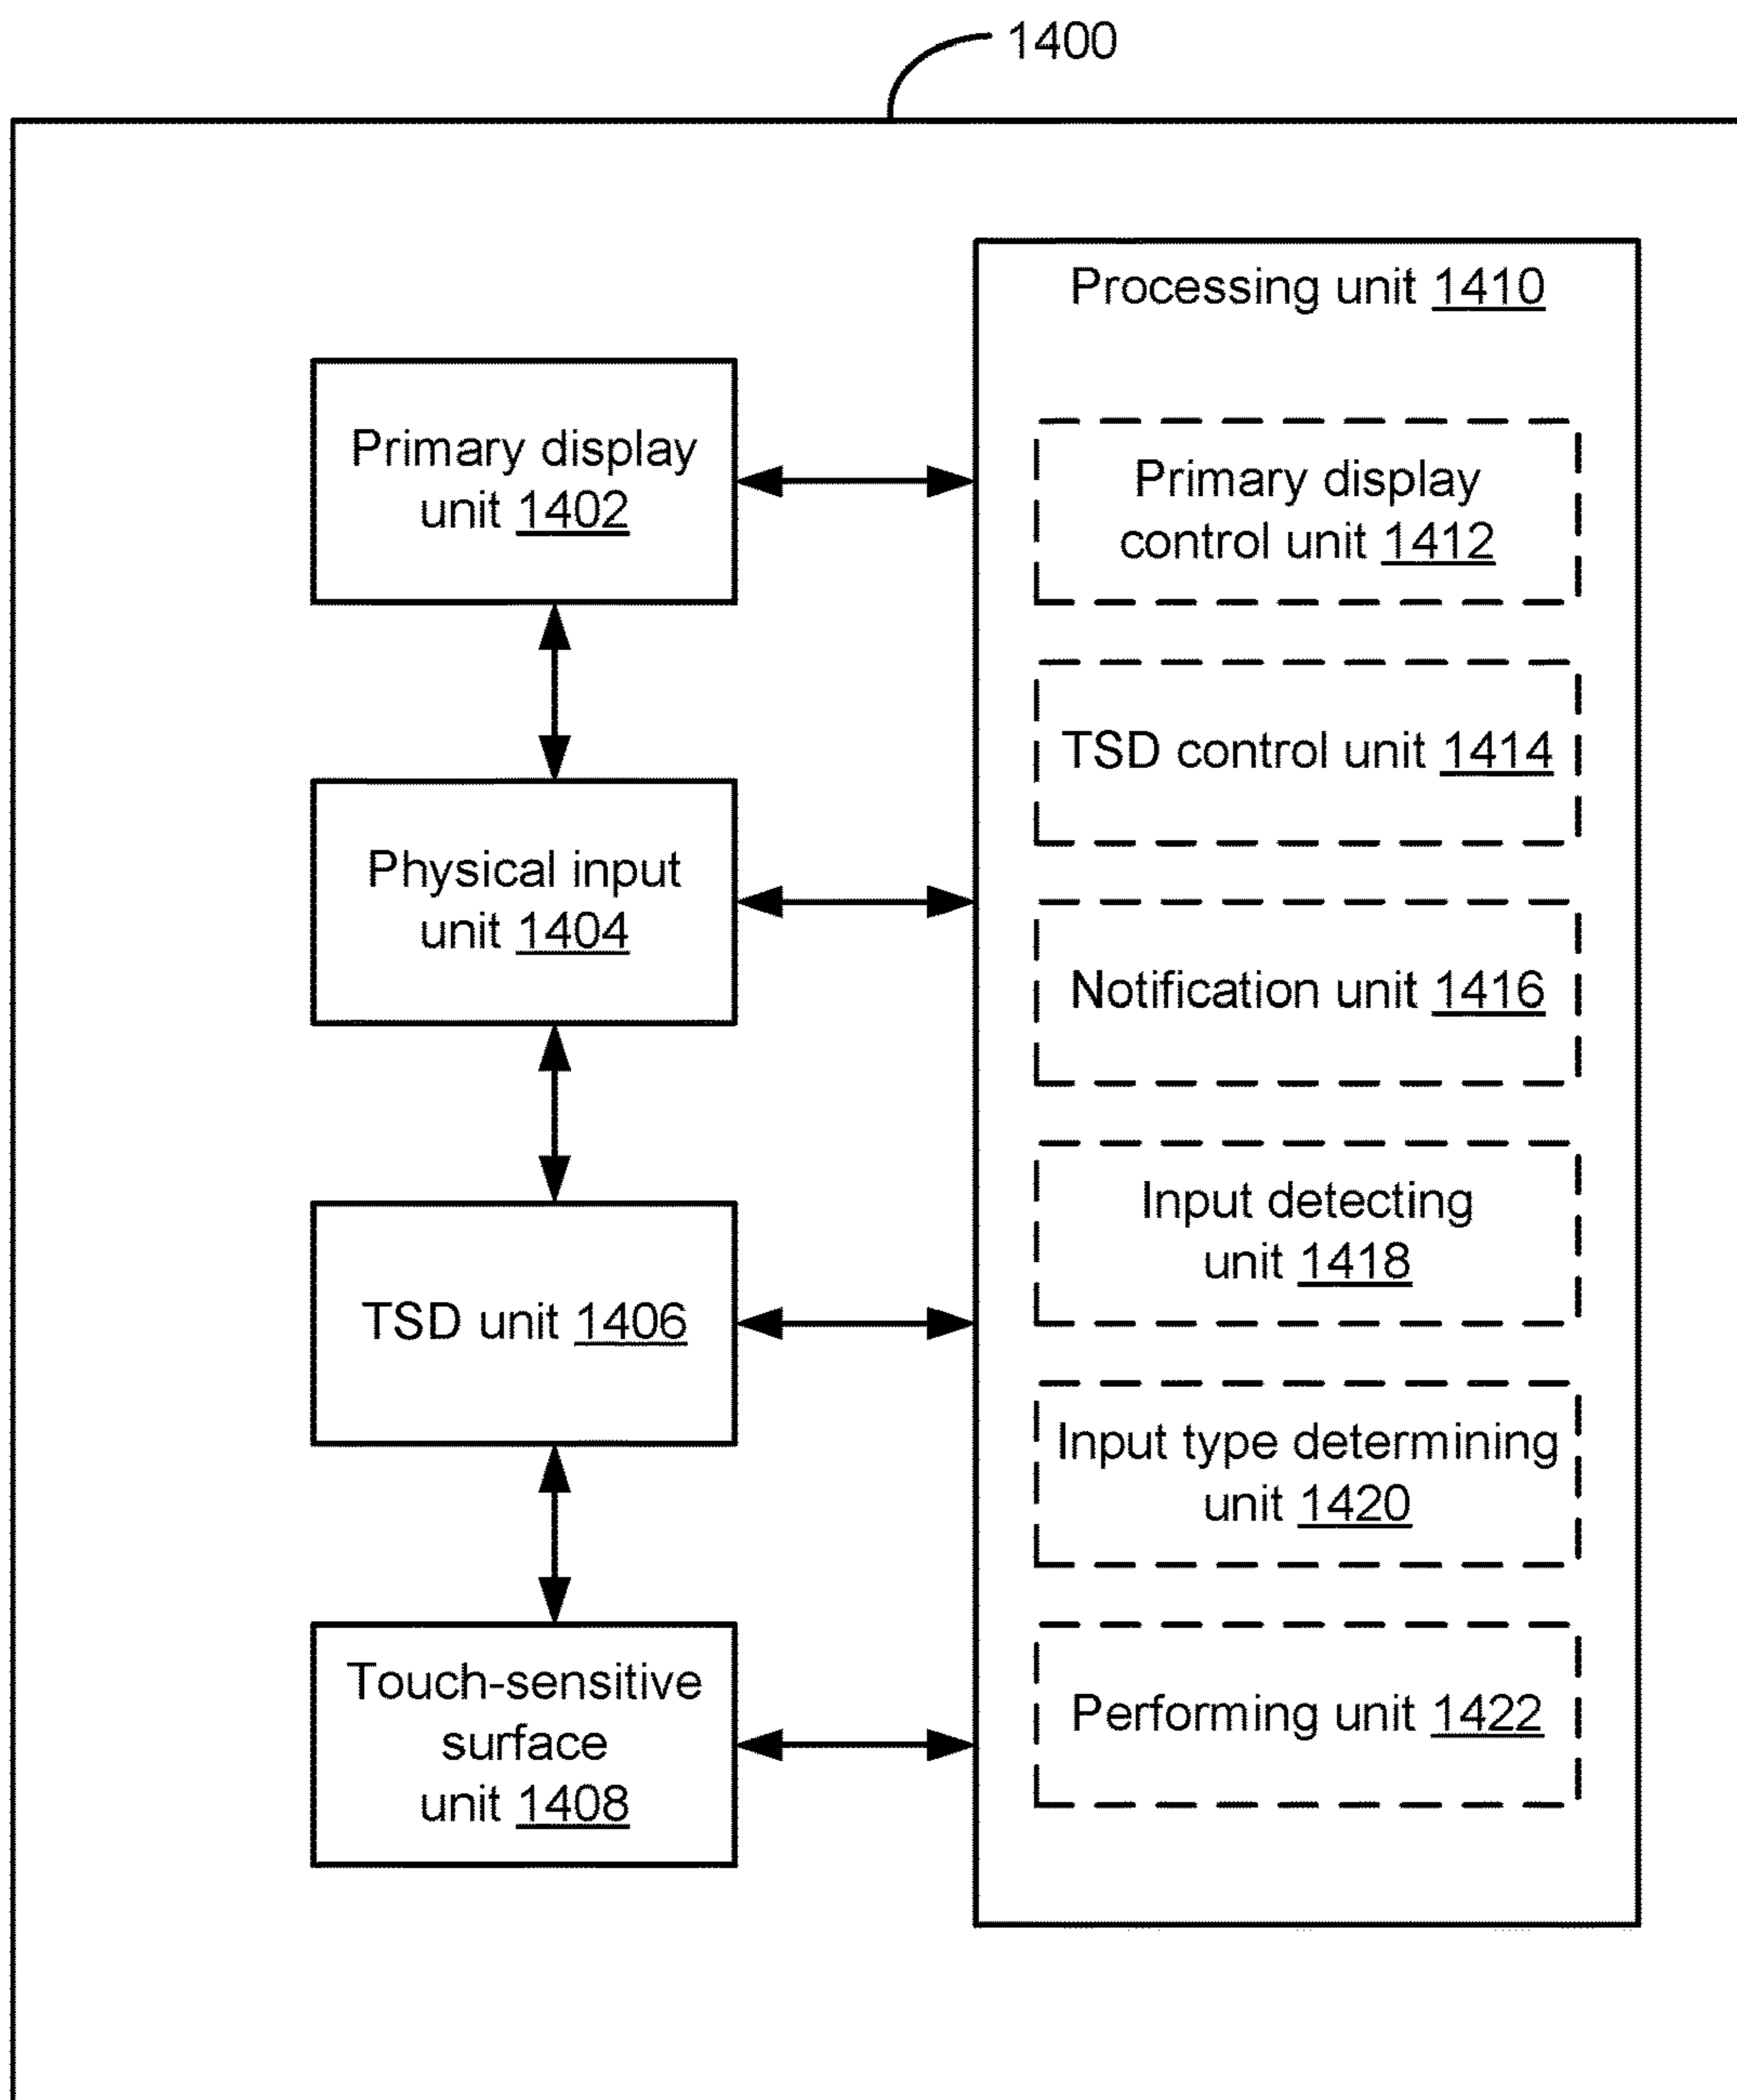 1400
Processing unit 1410
Primary display
unit 1402
Primary display
control unit 1412
TSD control unit 1414
Physical input
unit 1404
Notification unit 1416
Input detecting
unit 1418
TSD unit 1406
Input type determining
unit 1420
Touch-sensitive
surface
unit 1408
Performing unit 1422